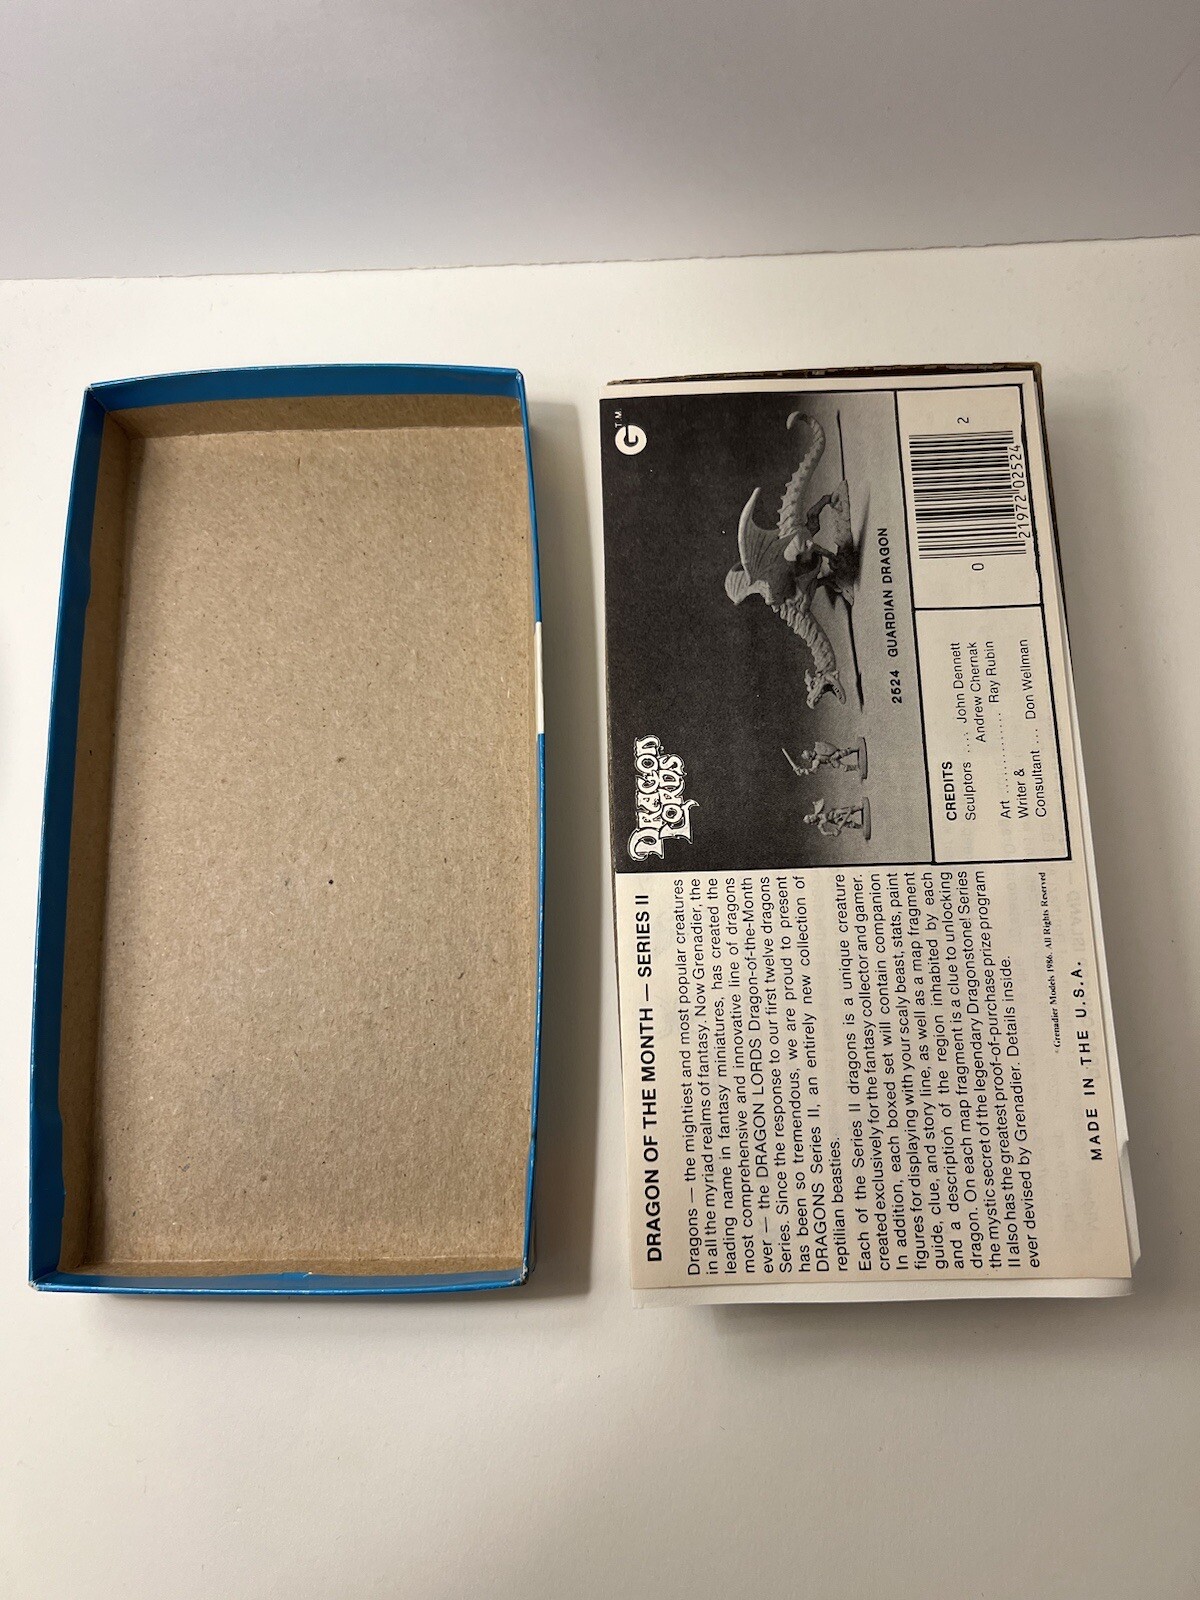 DRAGON OF THE MONTH — SERIES II
Dragons — the mightiest and most popular creatures
in all the myriad realms of fantasy. Now Grenadier, the
leading name in fantasy miniatures, has created the
most comprehensive and innovative line of dragons
ever — the DRAGON LORDS Dragon-of-the-Month
Series. Since the response to our first twelve dragons
has been so tremendous, we are proud to present
DRAGONS Series II, an entirely new collection of
reptilian beasties.
Each of the Series II dragons is a unique creature
created exclusively for the fantasy collector and gamer.
In addition, each boxed set will contain companion
figures for displaying with your scaly beast, stats, paint
guide, clue, and story line, as well as a map fragment
and a description of the region inhabited by each
dragon. On each map fragment is a clue to unlocking
the mystic secret of the legendary Dragonstone! Series
II also has the greatest proof-of-purchase prize program
ever devised by Grenadier. Details inside.
© Grenadier Models 1986. All Rights Reserved
MADE IN THE U.S.A.
DRAGON
LORDS
G T.M.
2524 GUARDIAN DRAGON
CREDITS
Sculptors .... John Dennett
Andrew Chernak
Art .............. Ray Rubin
Writer &
Consultant ... Don Wellman
0 21972 02524 2